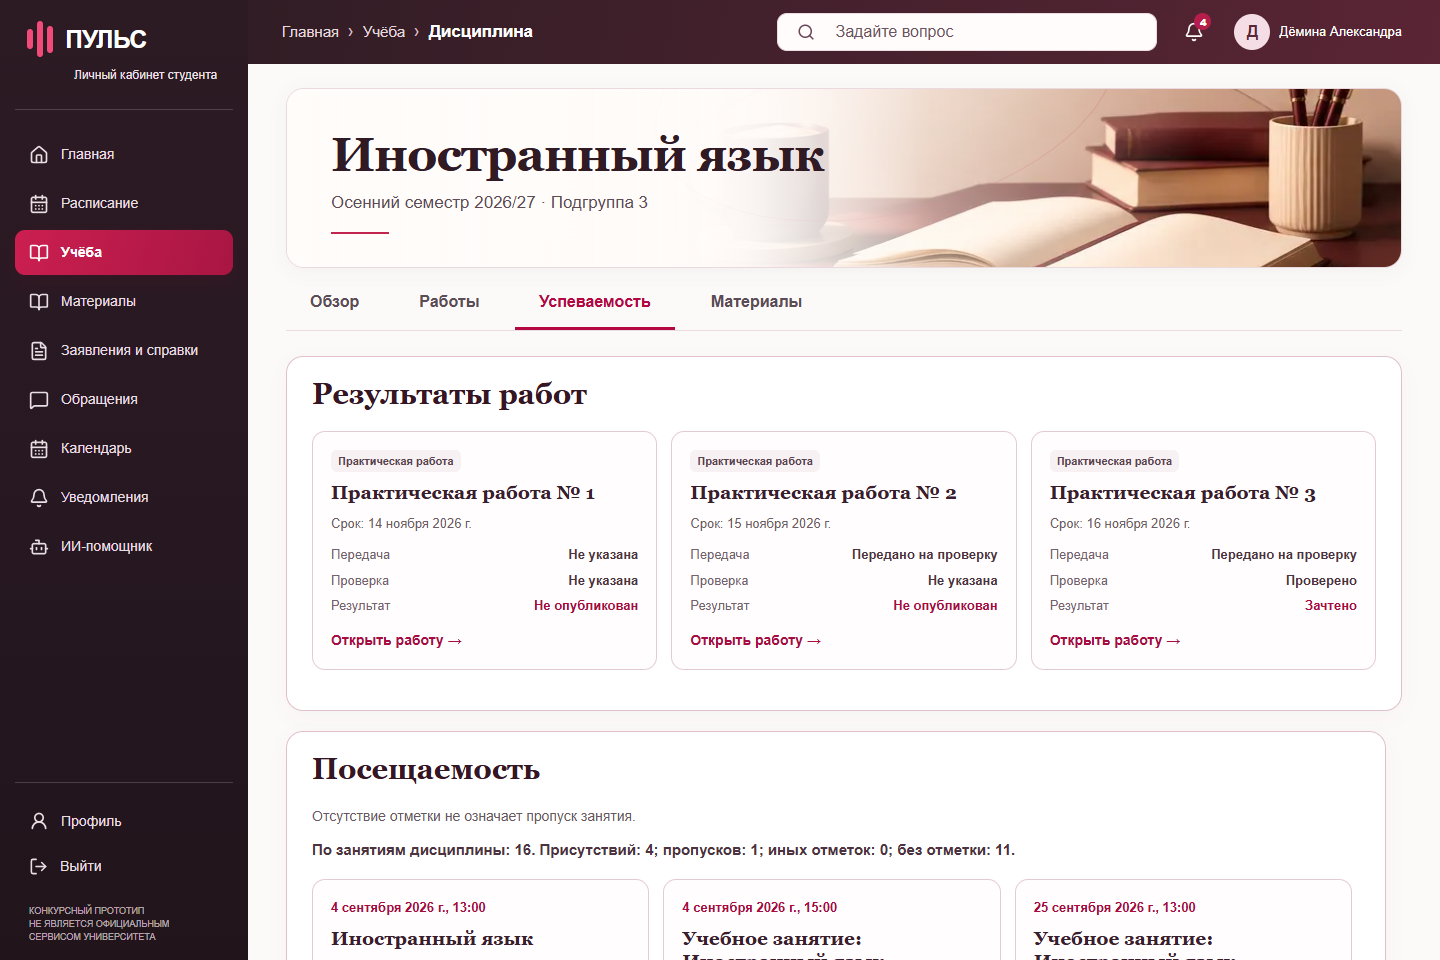 ПУЛЬС
Личный кабинет студента
Главная
Расписание
Учёба
Материалы
Заявления и справки
Обращения
Календарь
Уведомления
ИИ-помощник
Профиль
Выйти
КОНКУРСНЫЙ ПРОТОТИП
НЕ ЯВЛЯЕТСЯ ОФИЦИАЛЬНЫМ
СЕРВИСОМ УНИВЕРСИТЕТА
Главная › Учёба › Дисциплина
Задайте вопрос
4
Д Дёмина Александра
Иностранный язык
Осенний семестр 2026/27 · Подгруппа 3
Обзор Работы Успеваемость Материалы
Результаты работ
Практическая работа
Практическая работа № 1
Срок: 14 ноября 2026 г.
Передача Не указана
Проверка Не указана
Результат Не опубликован
Открыть работу →
Практическая работа
Практическая работа № 2
Срок: 15 ноября 2026 г.
Передача Передано на проверку
Проверка Не указана
Результат Не опубликован
Открыть работу →
Практическая работа
Практическая работа № 3
Срок: 16 ноября 2026 г.
Передача Передано на проверку
Проверка Проверено
Результат Зачтено
Открыть работу →
Посещаемость
Отсутствие отметки не означает пропуск занятия.
По занятиям дисциплины: 16. Присутствий: 4; пропусков: 1; иных отметок: 0; без отметки: 11.
4 сентября 2026 г., 13:00
Иностранный язык
4 сентября 2026 г., 15:00
Учебное занятие:
Иностранный язык
25 сентября 2026 г., 13:00
Учебное занятие:
Иностранный язык